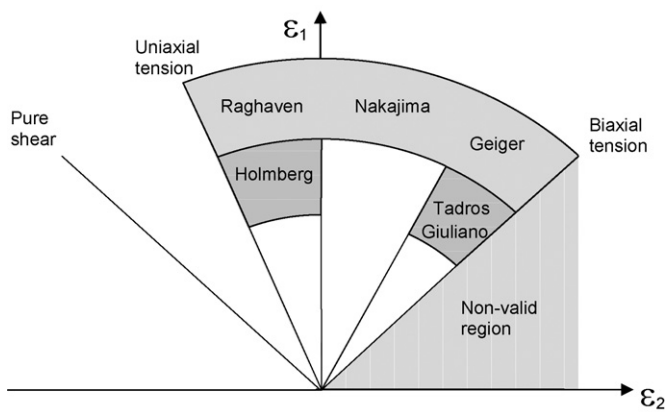 ε1
Uniaxial
tension
Raghaven
Nakajima
Geiger
Pure
shear
Biaxial
tension
Holmberg
Tadros
Giuliano
Non-valid
region
ε2